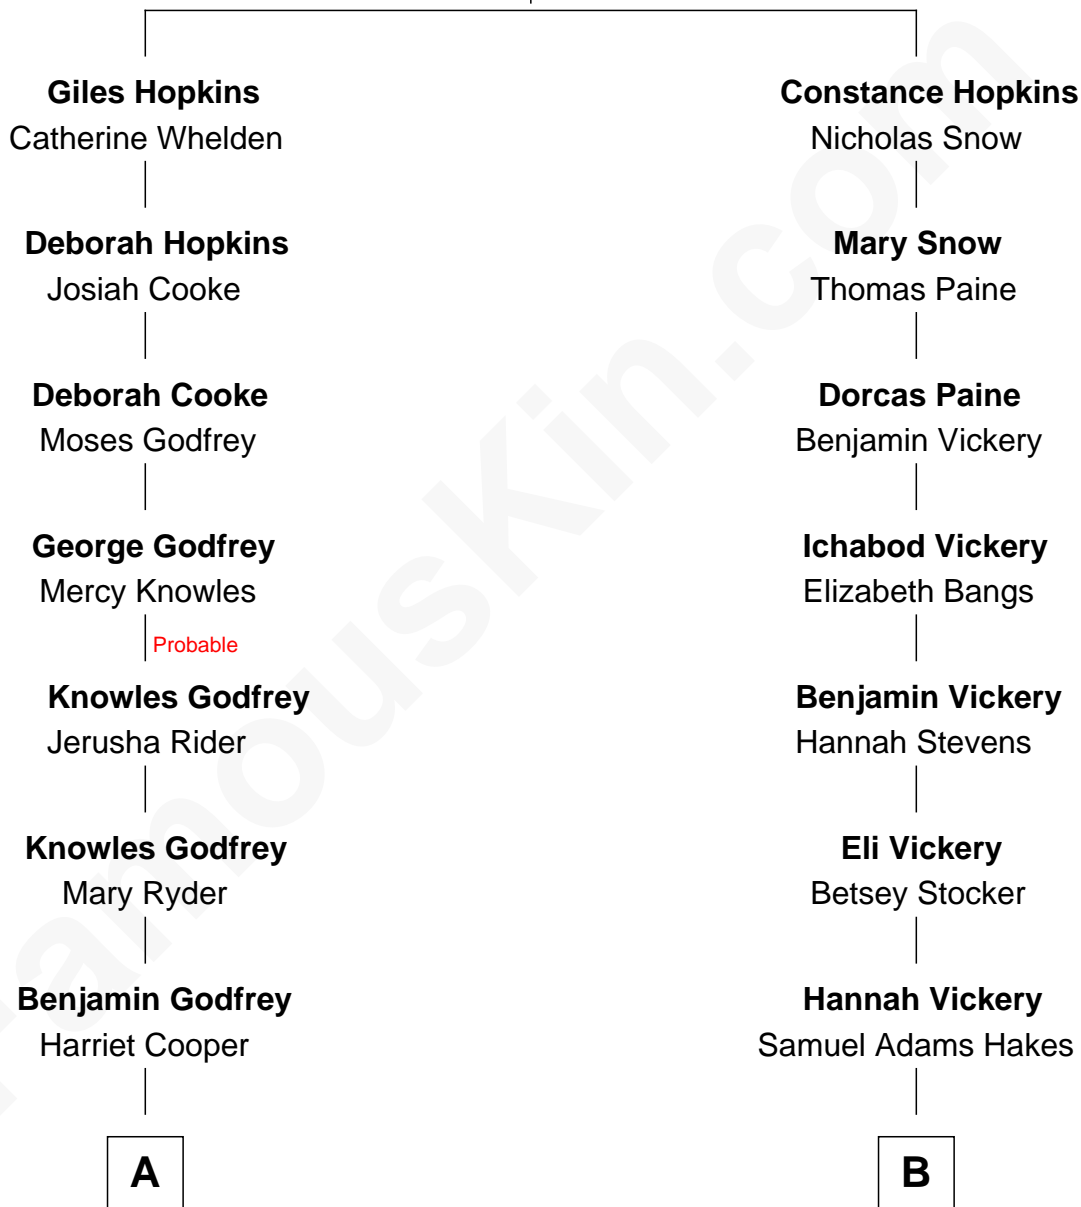 Giles Hopkins
Catherine Whelden
Constance Hopkins
Nicholas Snow
Deborah Hopkins
Josiah Cooke
Mary Snow
Thomas Paine
Deborah Cooke
Moses Godfrey
Dorcas Paine
Benjamin Vickery
George Godfrey
Mercy Knowles
Ichabod Vickery
Elizabeth Bangs
Probable
Knowles Godfrey
Jerusha Rider
Benjamin Vickery
Hannah Stevens
Knowles Godfrey
Mary Ryder
Eli Vickery
Betsey Stocker
Benjamin Godfrey
Harriet Cooper
Hannah Vickery
Samuel Adams Hakes
A
B
FamousKin.com